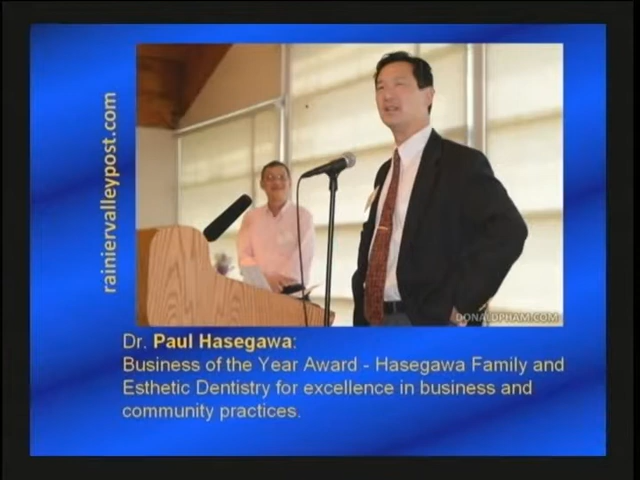 rainiervalleypost.com
DONALDPHAM.COM
Dr. Paul Hasegawa:
Business of the Year Award - Hasegawa Family and
Esthetic Dentistry for excellence in business and
community practices.